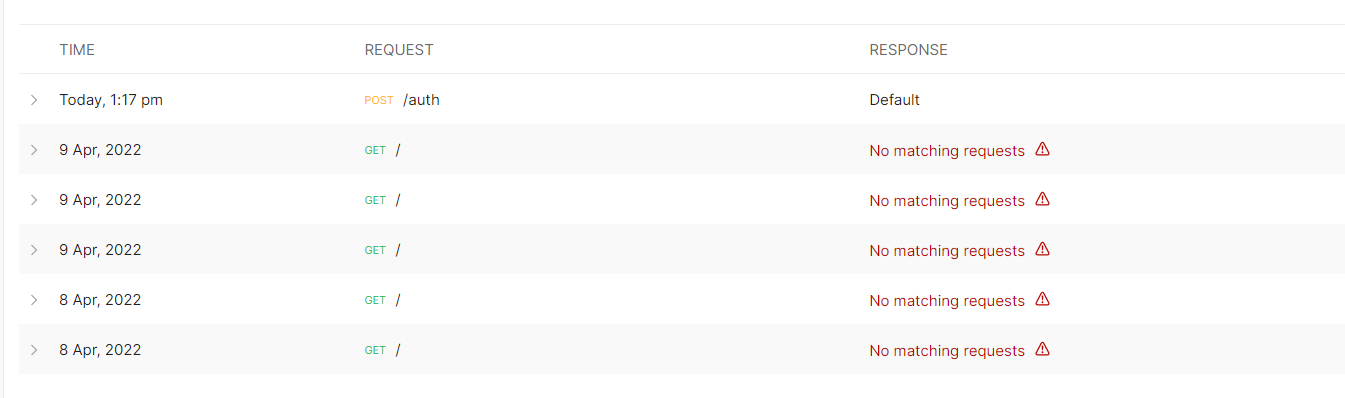 TIME REQUEST RESPONSE
Today, 1:17 pm POST /auth Default
9 Apr, 2022 GET / No matching requests
9 Apr, 2022 GET / No matching requests
9 Apr, 2022 GET / No matching requests
8 Apr, 2022 GET / No matching requests
8 Apr, 2022 GET / No matching requests